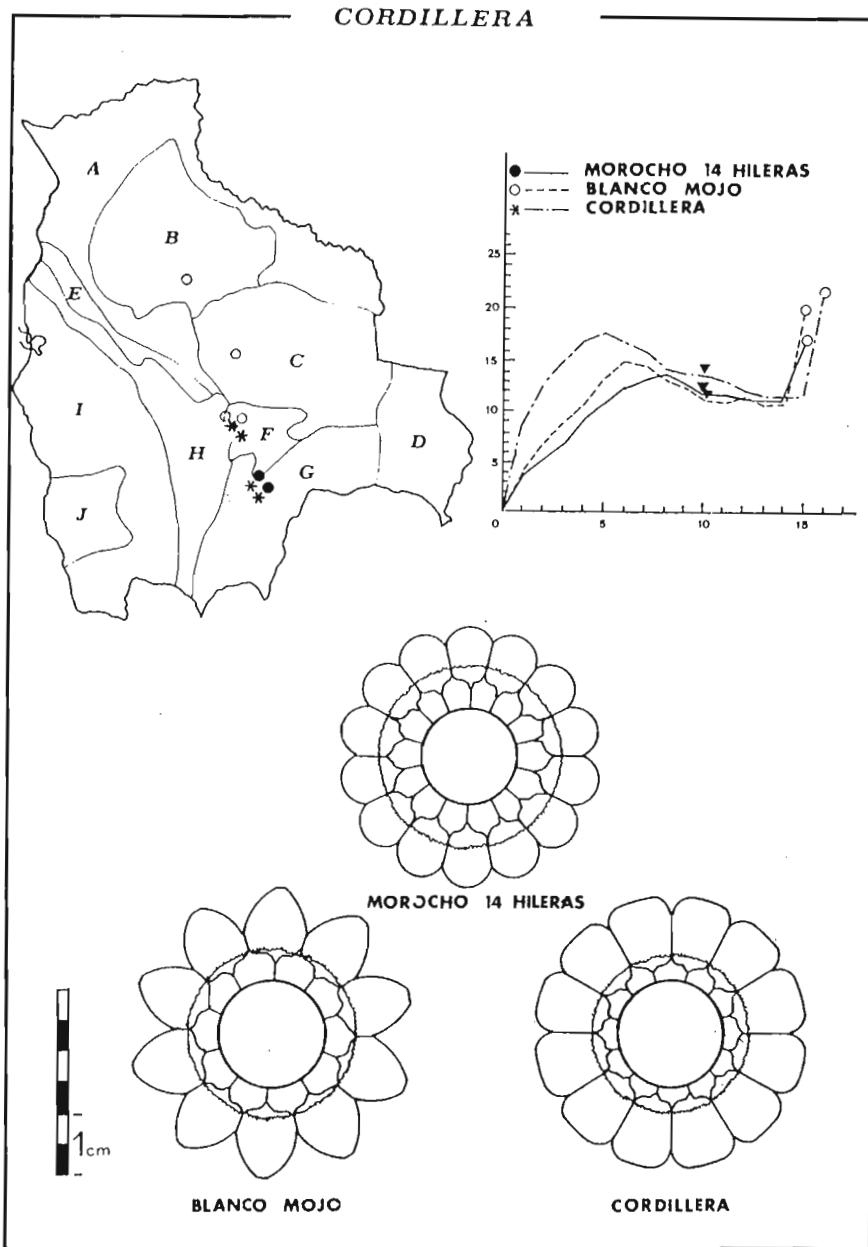 CORDILLERA
A
B
E
C
I
H
F
D
G
J
MOROCHO 14 HILERAS
BLANCO MOJO
CORDILLERA
25
20
15
10
5
0 5 10 15
MOROCHO 14 HILERAS
1cm
BLANCO MOJO
CORDILLERA